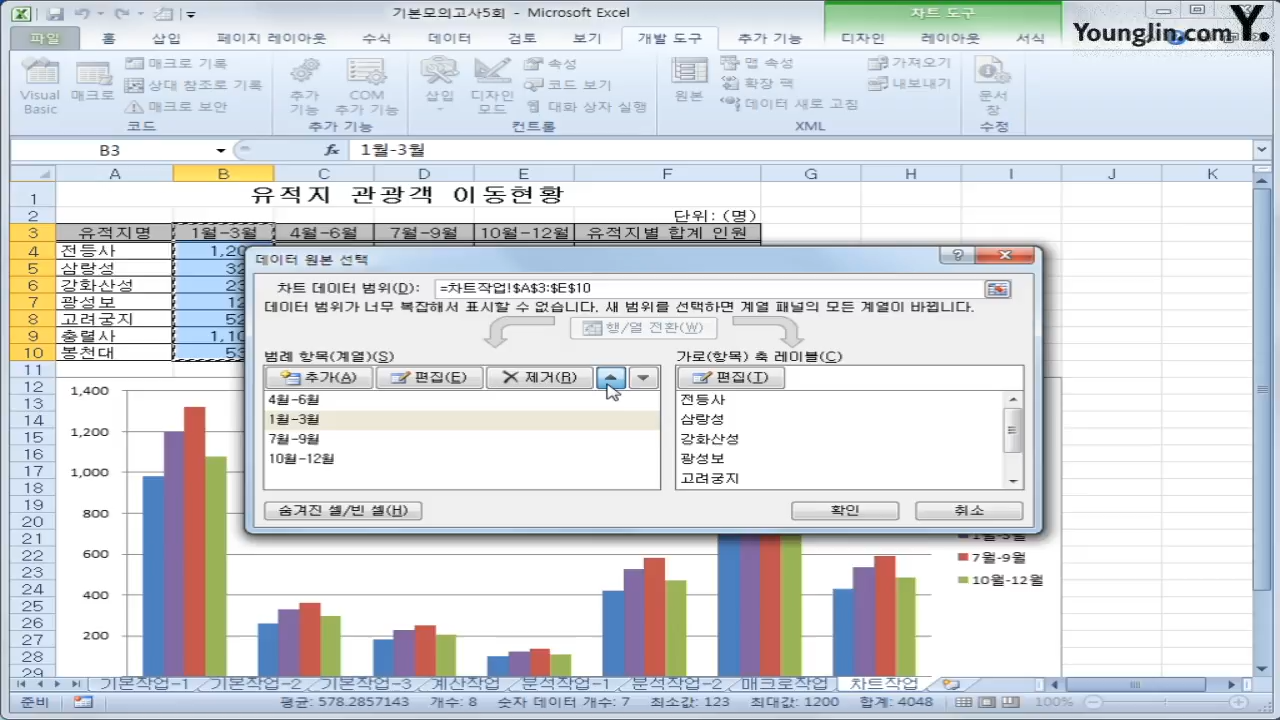 기본모의고사5회 - Microsoft Excel
차트 도구
YoungJin.com Y.
파일 홈 삽입 페이지 레이아웃 수식 데이터 검토 보기 개발 도구 추가 기능 디자인 레이아웃 서식
Visual Basic
매크로
매크로 기록
상대 참조로 기록
매크로 보안
코드
추가 기능
COM 추가 기능
추가 기능
삽입
디자인 모드
속성
코드 보기
대화 상자 실행
컨트롤
원본
맵 속성
확장 팩
데이터 새로 고침
가져오기
내보내기
XML
문서 창
수정
B3 fx 1월-3월
A B C D E F G H I J K
1 유적지 관광객 이동현황
2 단위: (명)
3 유적지명 1월-3월 4월-6월 7월-9월 10월-12월 유적지별 합계 인원
4 전등사 1,20
5 삼랑성 32
6 강화산성 23
7 광성보 12
8 고려궁지 52
9 충렬사 1,10
10 봉천대 53
11
12
13
14
15
16
17
18
19
20
21
22
23
24
25
26
27
28
29
데이터 원본 선택
차트 데이터 범위(D): =차트작업!$A$3:$E$10
데이터 범위가 너무 복잡해서 표시할 수 없습니다. 새 범위를 선택하면 계열 패널의 모든 계열이 바뀝니다.
행/열 전환(W)
범례 항목(계열)(S)
추가(A) 편집(E) 제거(R)
4월-6월
1월-3월
7월-9월
10월-12월
가로(항목) 축 레이블(C)
편집(T)
전등사
삼랑성
강화산성
광성보
고려궁지
숨겨진 셀/빈 셀(H) 확인 취소
1,400
1,200
1,000
800
600
400
200
1월-3월
7월-9월
10월-12월
기본작업-1 기본작업-2 기본작업-3 계산작업 분석작업-1 분석작업-2 매크로작업 차트작업
준비 평균: 578.2857143 개수: 8 숫자 데이터 개수: 7 최소값: 123 최대값: 1200 합계: 4048 100%